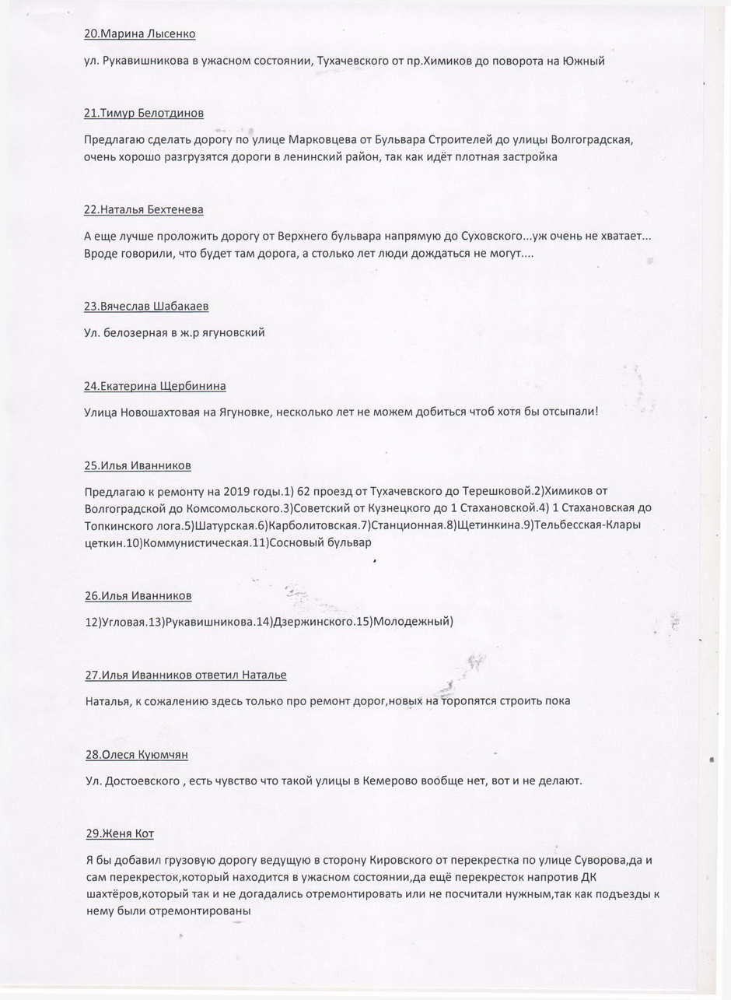 20.Марина Лысенко
ул. Рукавишникова в ужасном состоянии, Тухачевского от пр.Химиков до поворота на Южный
21.Тимур Белотдинов
Предлагаю сделать дорогу по улице Марковцева от Бульвара Строителей до улицы Волгоградская,
очень хорошо разгрузятся дороги в ленинский район, так как идёт плотная застройка
22.Наталья Бехтенева
А еще лучше проложить дорогу от Верхнего бульвара напрямую до Суховского...уж очень не хватает...
Вроде говорили, что будет там дорога, а столько лет люди дождаться не могут....
23.Вячеслав Шабакаев
Ул. белозерная в ж.р ягуновский
24.Екатерина Щербинина
Улица Новошахтовая на Ягуновке, несколько лет не можем добиться чтоб хотя бы отсыпали!
25.Илья Иванников
Предлагаю к ремонту на 2019 годы.1) 62 проезд от Тухачевского до Терешковой.2)Химиков от
Волгоградской до Комсомольского.3)Советский от Кузнецкого до 1 Стахановской.4) 1 Стахановская до
Топкинского лога.5)Шатурская.6)Карболитовская.7)Станционная.8)Щетинкина.9)Тельбесская-Клары
цеткин.10)Коммунистическая.11)Сосновый бульвар
26.Илья Иванников
12)Угловая.13)Рукавишникова.14)Дзержинского.15)Молодежный)
27.Илья Иванников ответил Наталье
Наталья, к сожалению здесь только про ремонт дорог,новых на торопятся строить пока
28.Олеся Куюмчян
Ул. Достоевского , есть чувство что такой улицы в Кемерово вообще нет, вот и не делают.
29.Женя Кот
Я бы добавил грузовую дорогу ведущую в сторону Кировского от перекрестка по улице Суворова,да и
сам перекресток,который находится в ужасном состоянии,да ещё перекресток напротив ДК
шахтёров,который так и не догадались отремонтировать или не посчитали нужным,так как подъезды к
нему были отремонтированы